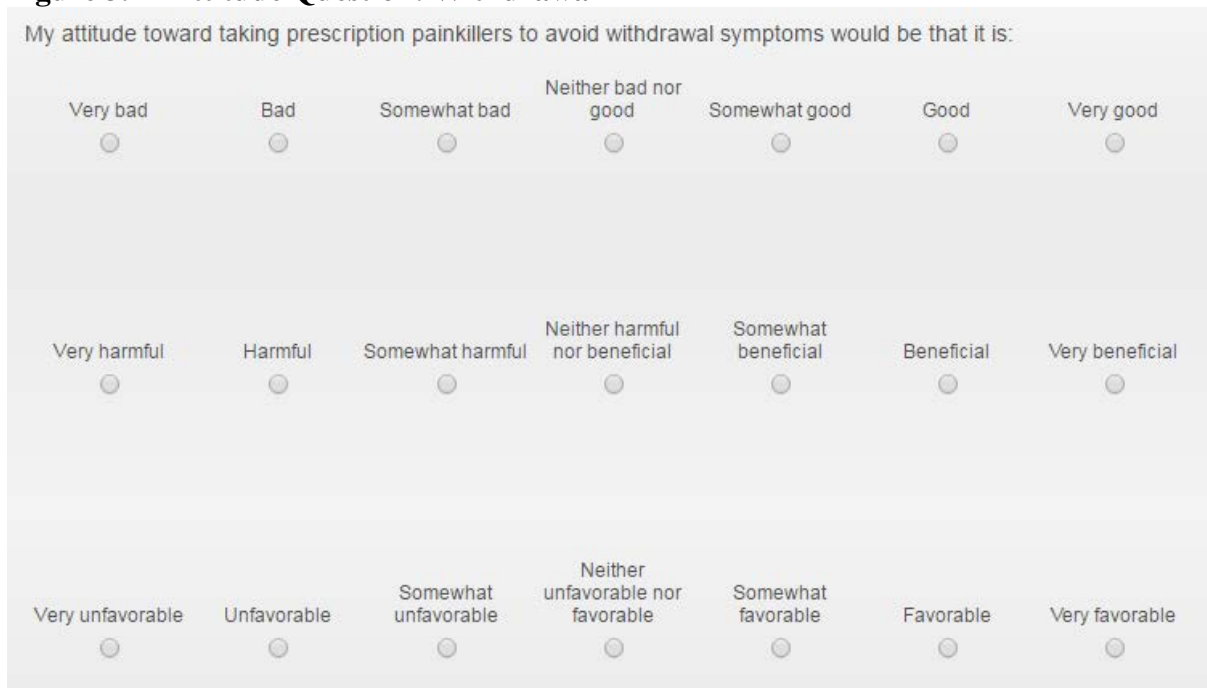 My attitude toward taking prescription painkillers to avoid withdrawal symptoms would be that it is:
Neither bad nor
Very bad Bad Somewhat bad good Somewhat good Good Very good
Neither harmful Somewhat
Very harmful Harmful Somewhat harmful nor beneficial beneficial Beneficial Very beneficial
Neither
Somewhat unfavorable nor Somewhat
Very unfavorable Unfavorable unfavorable favorable favorable Favorable Very favorable